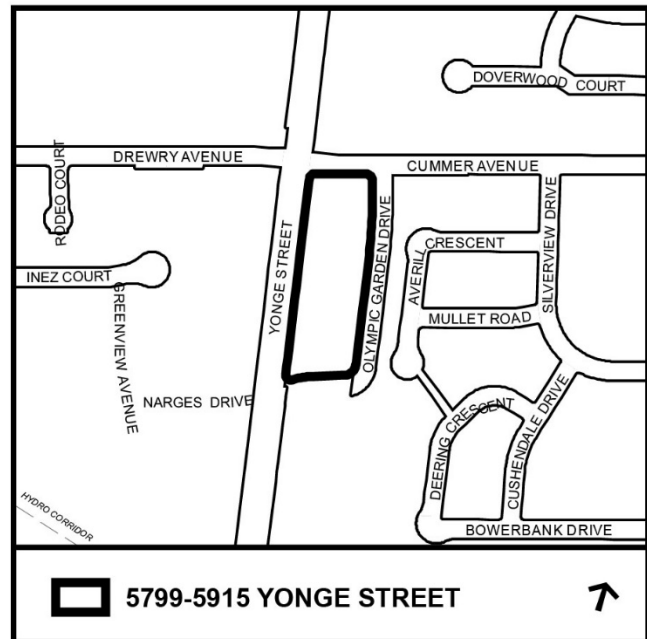 DOVERWOOD COURT
DREWRY AVENUE
CUMMER AVENUE
RODEO COURT
SILVERVIEW DRIVE
YONGE STREET
OLYMPIC GARDEN DRIVE
AVERILL CRESCENT
INEZ COURT
GREENVIEW AVENUE
MULLET ROAD
NARGES DRIVE
DEERING CRESCENT
CUSHENDALE DRIVE
HYDRO CORRIDOR
BOWERBANK DRIVE
5799-5915 YONGE STREET